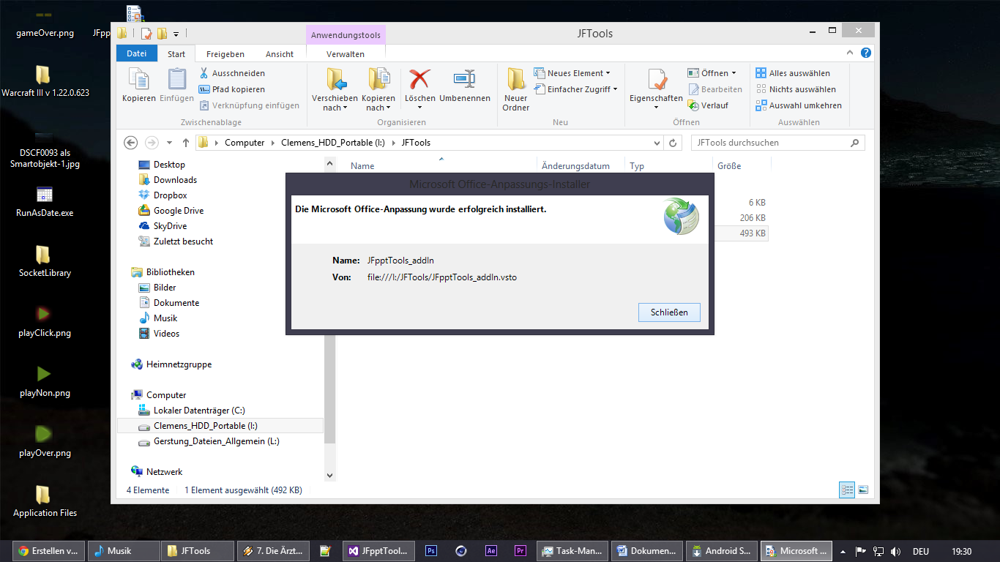 gameOver.png
JFpp
Warcraft III v 1.22.0.623
DSCF0093 als
Smartobjekt-1.jpg
RunAsDate.exe
SocketLibrary
playClick.png
playNon.png
playOver.png
Application Files
Anwendungstools
JFTools
Datei
Start
Freigeben
Ansicht
Verwalten
Kopieren
Einfügen
Ausschneiden
Pfad kopieren
Verknüpfung einfügen
Zwischenablage
Verschieben
nach
Kopieren
nach
Löschen
Umbenennen
Organisieren
Neuer
Ordner
Neues Element
Einfacher Zugriff
Neu
Eigenschaften
Öffnen
Bearbeiten
Verlauf
Öffnen
Alles auswählen
Nichts auswählen
Auswahl umkehren
Auswählen
Computer
Clemens_HDD_Portable (I:)
JFTools
JFTools durchsuchen
Desktop
Downloads
Dropbox
Google Drive
SkyDrive
Zuletzt besucht
Bibliotheken
Bilder
Dokumente
Musik
Videos
Heimnetzgruppe
Computer
Lokaler Datenträger (C:)
Clemens_HDD_Portable (I:)
Gerstung_Dateien_Allgemein (L:)
Netzwerk
Name
Änderungsdatum
Typ
Größe
6 KB
206 KB
493 KB
Microsoft Office-Anpassungs-Installer
Die Microsoft Office-Anpassung wurde erfolgreich installiert.
Name: JFpptTools_addIn
Von: file:///I:/JFTools/JFpptTools_addIn.vsto
Schließen
4 Elemente
1 Element ausgewählt (492 KB)
Erstellen v...
Musik
JFTools
7. Die Ärzt...
JFpptTool...
Ps
Ae
Pr
Task-Man...
Dokumen...
Android S...
Microsoft ...
DEU
19:30